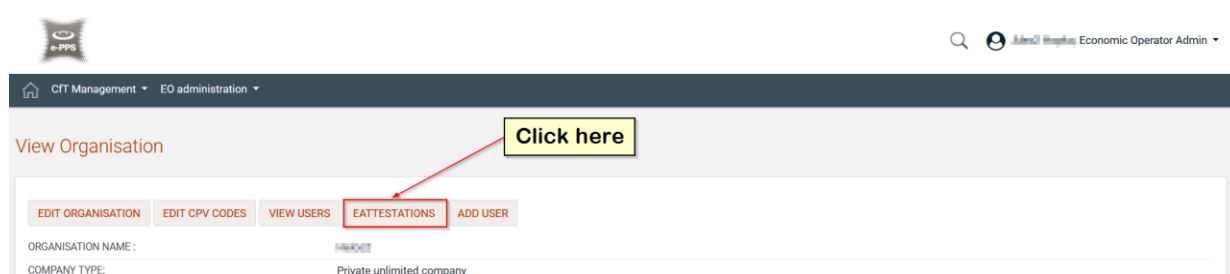 e-PPS
Economic Operator Admin
CfT Management EO administration
Click here
View Organisation
EDIT ORGANISATION EDIT CPV CODES VIEW USERS EATTESTATIONS ADD USER
ORGANISATION NAME :
COMPANY TYPE: Private unlimited company